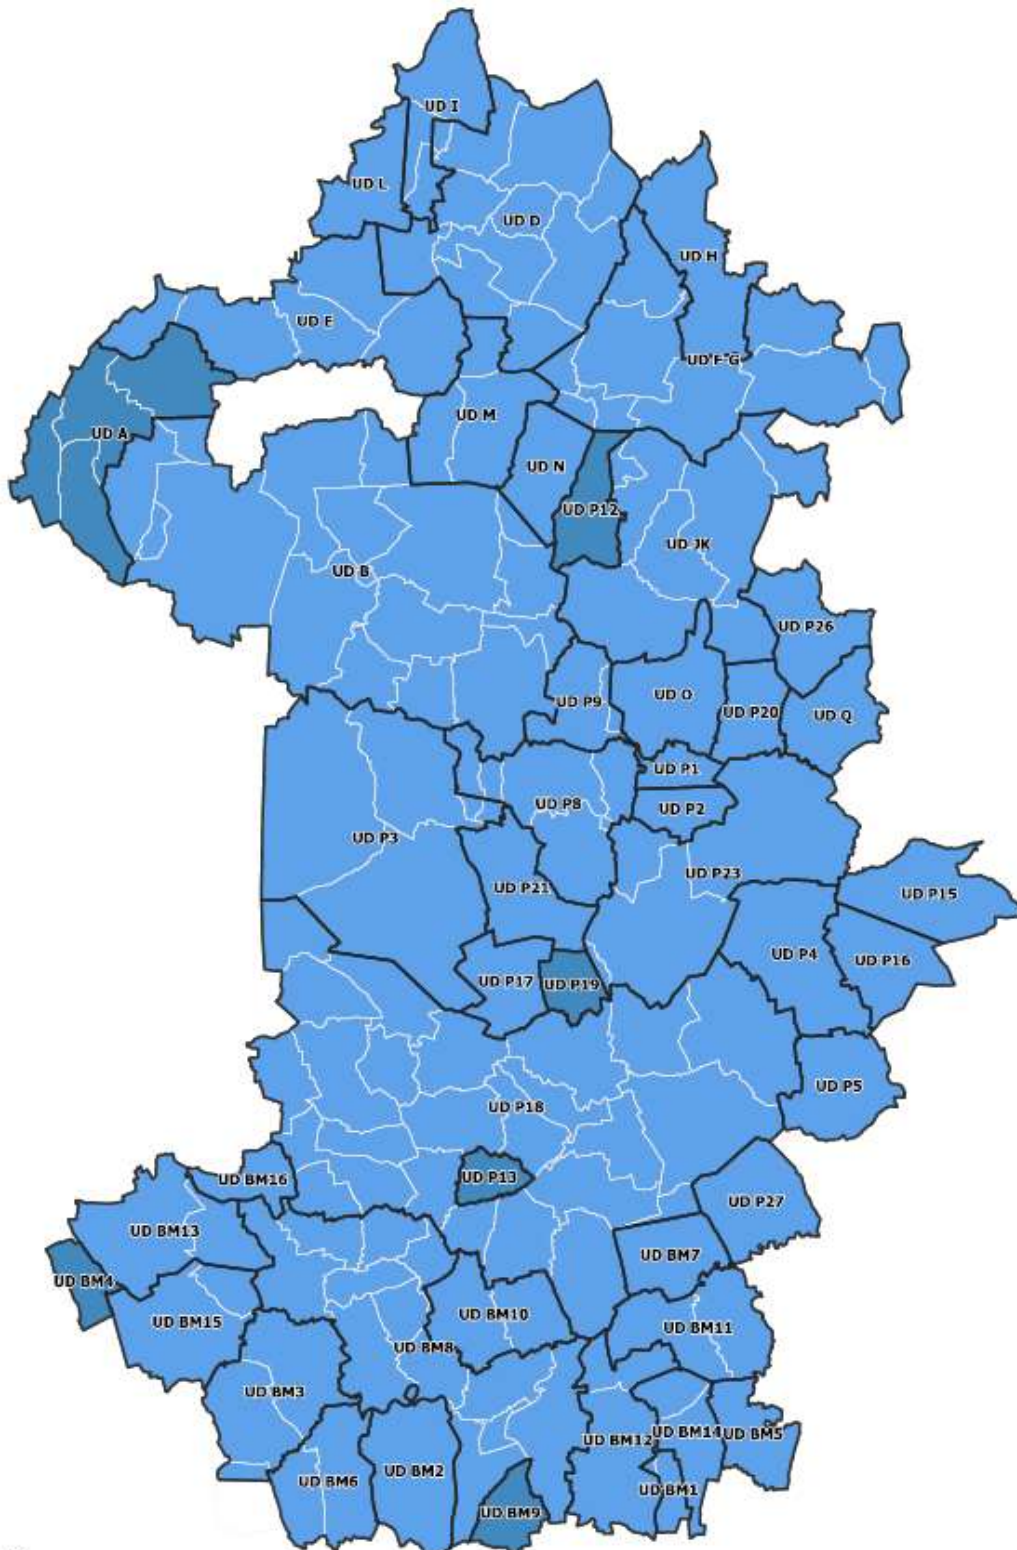 UD I
UD L
UD D
UD H
UD E
UD F G
UD M
UD A
UD N
UD P12
UD JK
UD B
UD P26
UD O
UD P9
UD P20
UD Q
UD P1
UD P8
UD P2
UD P3
UD P23
UD P21
UD P15
UD P4
UD P16
UD P17
UD P19
UD P5
UD P18
UD P13
UD BM16
UD P27
UD BM13
UD BM7
UD BM4
UD BM10
UD BM15
UD BM11
UD BM8
UD BM3
UD BM12
UD BM14
UD BM5
UD BM2
UD BM6
UD BM1
UD BM9